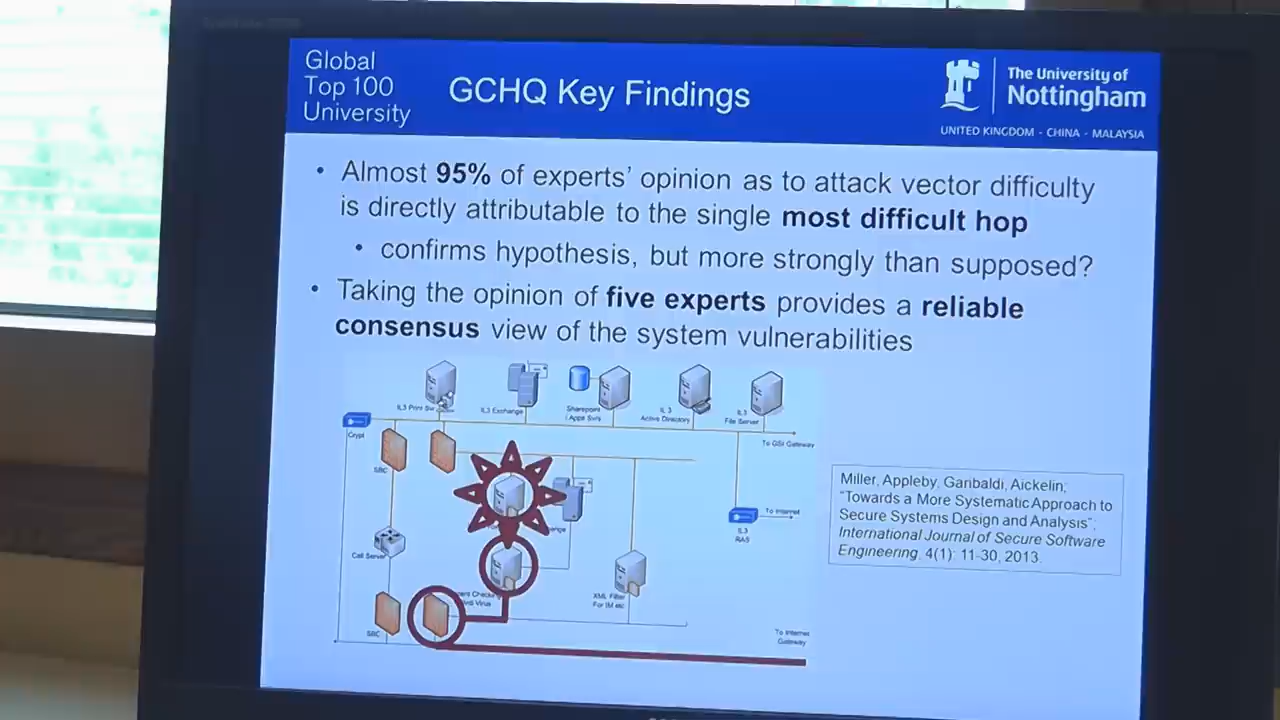 Global
Top 100
University
GCHQ Key Findings
The University of
Nottingham
UNITED KINGDOM - CHINA - MALAYSIA
• Almost 95% of experts' opinion as to attack vector difficulty
is directly attributable to the single most difficult hop
• confirms hypothesis, but more strongly than supposed?
• Taking the opinion of five experts provides a reliable
consensus view of the system vulnerabilities
IL3 Print
IL3 Exchange
Sharepoint
IL3
Active Directory
IL3
File Server
To GSI Gateway
Crypt
SBC
To Internet
IL3
RAS
Call Server
XML Filter
For IM etc
SBC
To Internet
Gateway
Miller, Appleby, Garibaldi, Aickelin;
"Towards a More Systematic Approach to
Secure Systems Design and Analysis";
International Journal of Secure Software
Engineering, 4(1): 11-30, 2013.